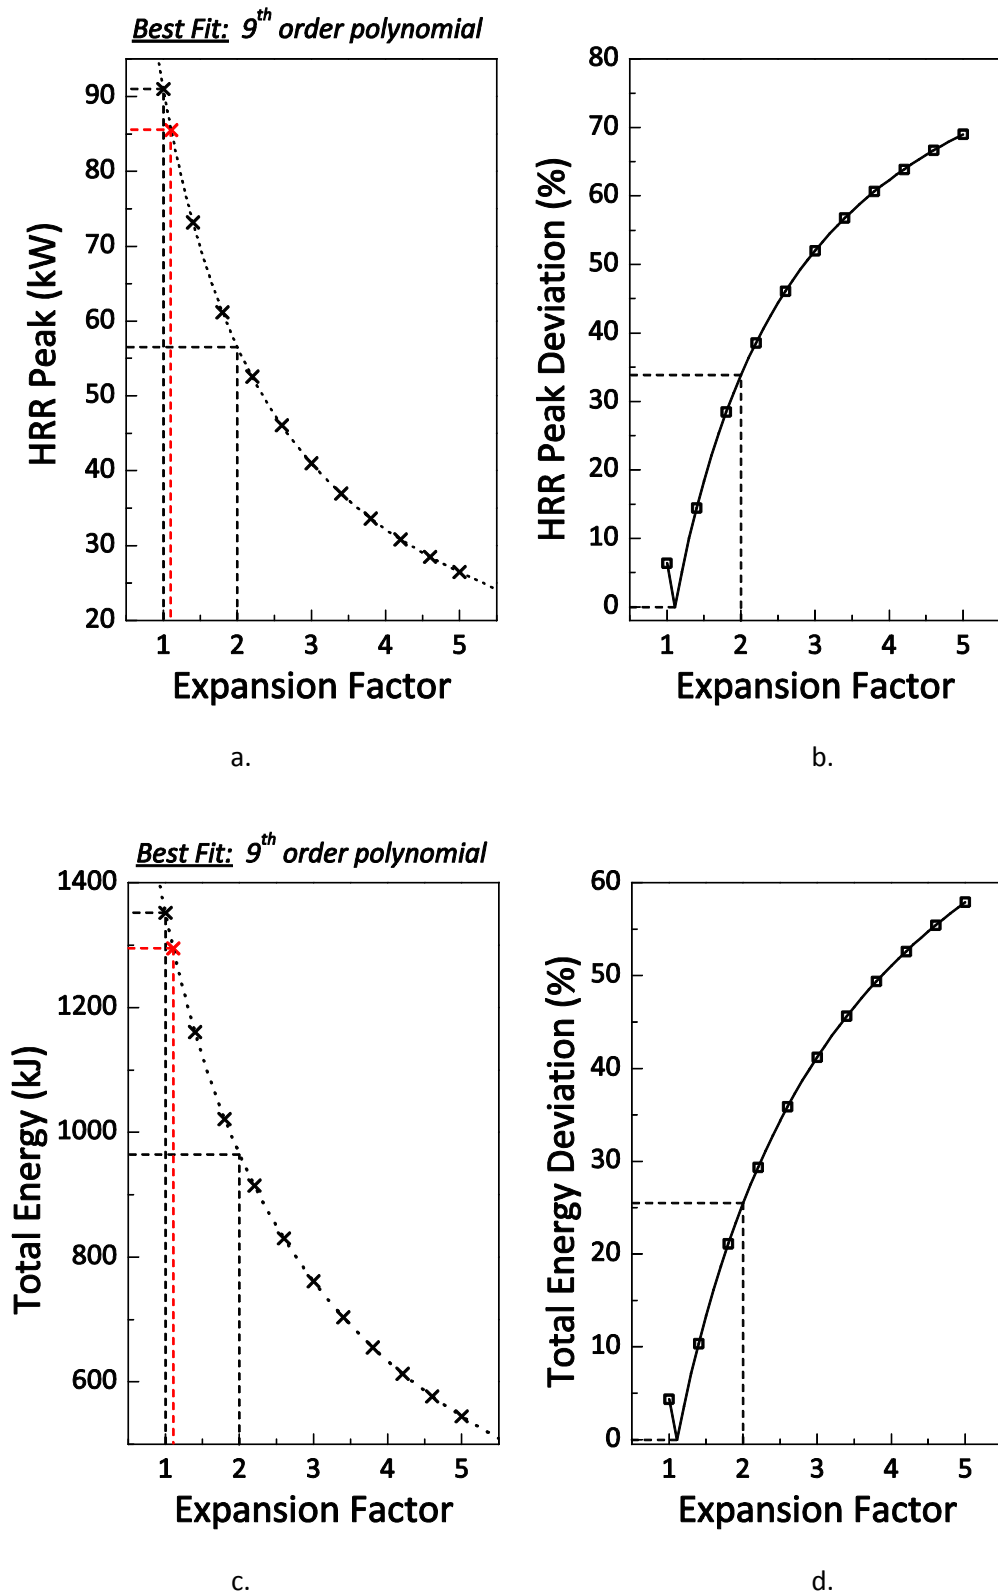 Best Fit: 9th order polynomial
90
80
70
60
50
40
30
20
HRR Peak (kW)
1 2 3 4 5
Expansion Factor
a.
80
70
60
50
40
30
20
10
0
HRR Peak Deviation (%)
1 2 3 4 5
Expansion Factor
b.
Best Fit: 9th order polynomial
1400
1200
1000
800
600
Total Energy (kJ)
1 2 3 4 5
Expansion Factor
c.
60
50
40
30
20
10
0
Total Energy Deviation (%)
1 2 3 4 5
Expansion Factor
d.